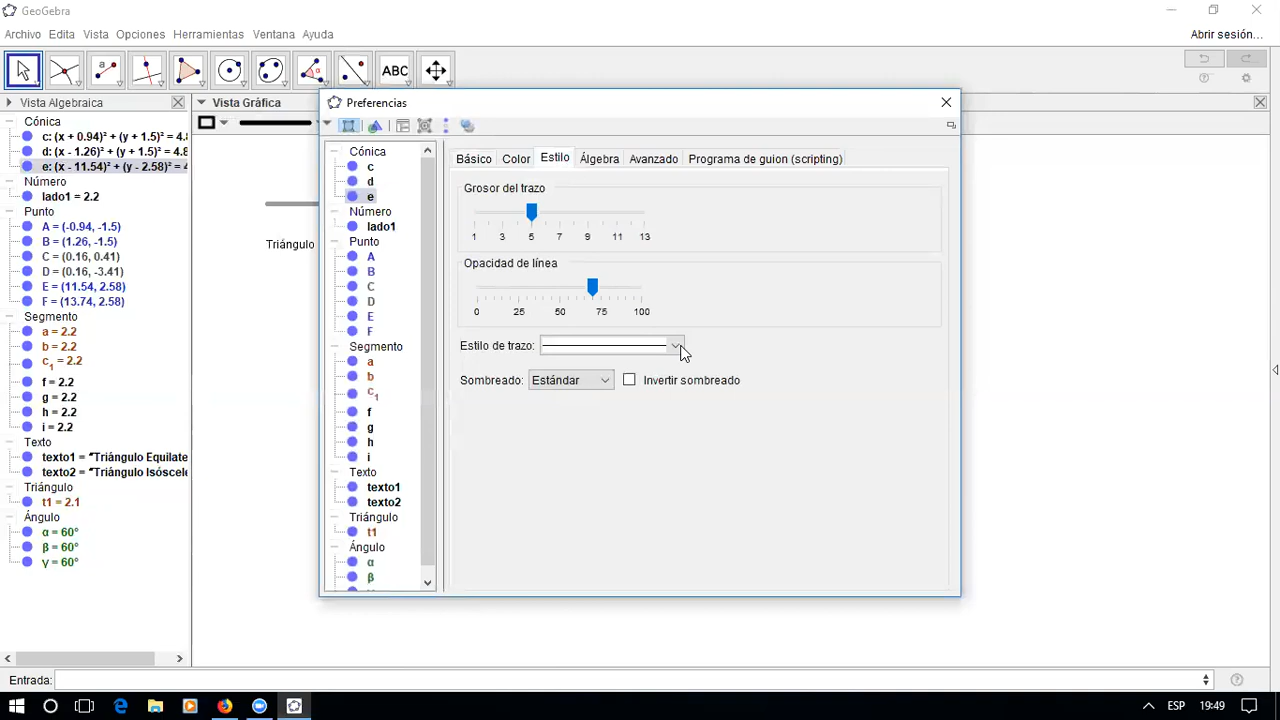 GeoGebra
Archivo Edita Vista Opciones Herramientas Ventana Ayuda
Abrir sesión...
ABC
Vista Algebraica
Vista Gráfica
Cónica
c: (x + 0.94)² + (y + 1.5)² = 4.8
d: (x - 1.26)² + (y + 1.5)² = 4.8
e: (x - 11.54)² + (y - 2.58)² = 4
Número
lado1 = 2.2
Punto
A = (-0.94, -1.5)
B = (1.26, -1.5)
C = (0.16, 0.41)
D = (0.16, -3.41)
E = (11.54, 2.58)
F = (13.74, 2.58)
Segmento
a = 2.2
b = 2.2
c₁ = 2.2
f = 2.2
g = 2.2
h = 2.2
i = 2.2
Texto
texto1 = "Triángulo Equilate
texto2 = "Triángulo Isóscele
Triángulo
t1 = 2.1
Ángulo
α = 60°
β = 60°
γ = 60°
Triángulo
Preferencias
Cónica
c
d
e
Número
lado1
Punto
A
B
C
D
E
F
Segmento
a
b
c₁
f
g
h
i
Texto
texto1
texto2
Triángulo
t1
Ángulo
α
β
Básico Color Estilo Álgebra Avanzado Programa de guion (scripting)
Grosor del trazo
1 3 5 7 9 11 13
Opacidad de línea
0 25 50 75 100
Estilo de trazo:
Sombreado: Estándar Invertir sombreado
Entrada:
ESP 19:49